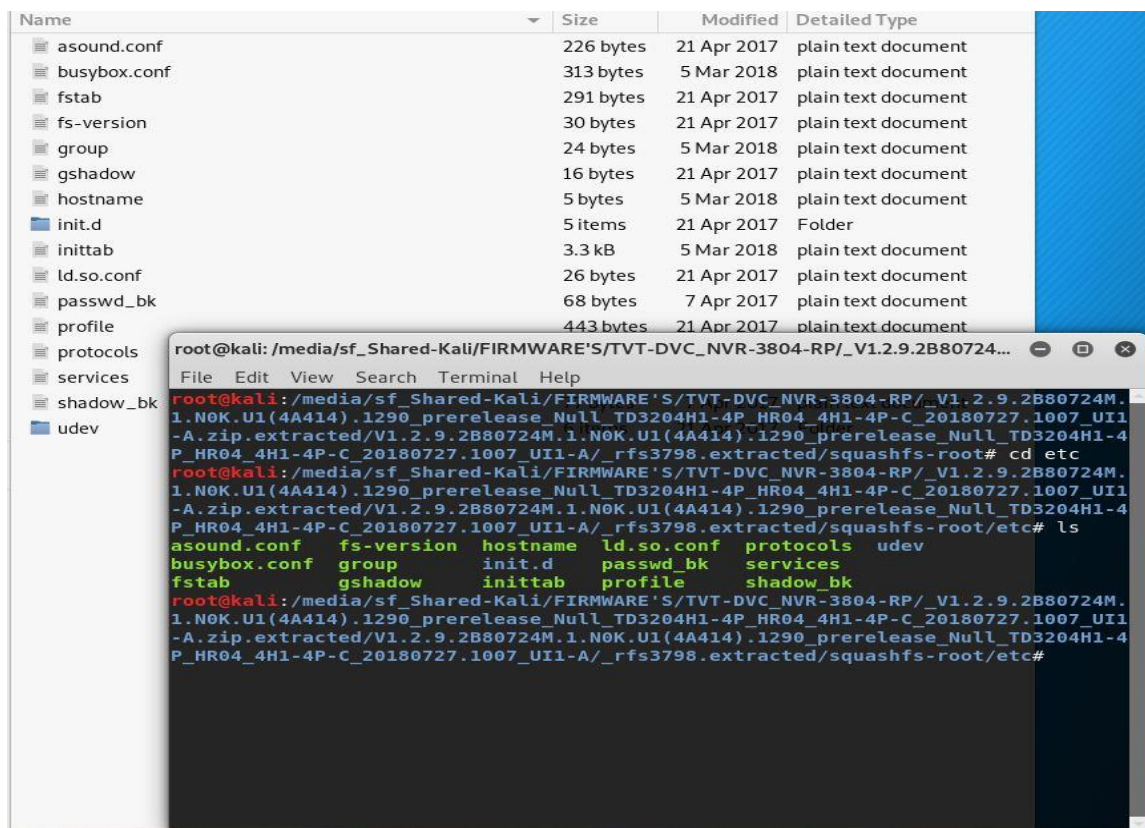 Name Size Modified Detailed Type
asound.conf 226 bytes 21 Apr 2017 plain text document
busybox.conf 313 bytes 5 Mar 2018 plain text document
fstab 291 bytes 21 Apr 2017 plain text document
fs-version 30 bytes 21 Apr 2017 plain text document
group 24 bytes 5 Mar 2018 plain text document
gshadow 16 bytes 21 Apr 2017 plain text document
hostname 5 bytes 5 Mar 2018 plain text document
init.d 5 items 21 Apr 2017 Folder
inittab 3.3 kB 5 Mar 2018 plain text document
ld.so.conf 26 bytes 21 Apr 2017 plain text document
passwd_bk 68 bytes 7 Apr 2017 plain text document
profile 443 bytes 21 Apr 2017 plain text document
protocols
services
shadow_bk
udev
root@kali: /media/sf_Shared-Kali/FIRMWARE'S/TVT-DVC_NVR-3804-RP/_V1.2.9.2B80724...
File Edit View Search Terminal Help
root@kali:/media/sf_Shared-Kali/FIRMWARE'S/TVT-DVC_NVR-3804-RP/_V1.2.9.2B80724M.
1.N0K.U1(4A414).1290_prerelease_Null_TD3204H1-4P_HR04_4H1-4P-C_20180727.1007_UI1
-A.zip.extracted/V1.2.9.2B80724M.1.N0K.U1(4A414).1290_prerelease_Null_TD3204H1-4
P_HR04_4H1-4P-C_20180727.1007_UI1-A/_rfs3798.extracted/squashfs-root# cd etc
root@kali:/media/sf_Shared-Kali/FIRMWARE'S/TVT-DVC_NVR-3804-RP/_V1.2.9.2B80724M.
1.N0K.U1(4A414).1290_prerelease_Null_TD3204H1-4P_HR04_4H1-4P-C_20180727.1007_UI1
-A.zip.extracted/V1.2.9.2B80724M.1.N0K.U1(4A414).1290_prerelease_Null_TD3204H1-4
P_HR04_4H1-4P-C_20180727.1007_UI1-A/_rfs3798.extracted/squashfs-root/etc# ls
asound.conf fs-version hostname ld.so.conf protocols udev
busybox.conf group init.d passwd_bk services
fstab gshadow inittab profile shadow_bk
root@kali:/media/sf_Shared-Kali/FIRMWARE'S/TVT-DVC_NVR-3804-RP/_V1.2.9.2B80724M.
1.N0K.U1(4A414).1290_prerelease_Null_TD3204H1-4P_HR04_4H1-4P-C_20180727.1007_UI1
-A.zip.extracted/V1.2.9.2B80724M.1.N0K.U1(4A414).1290_prerelease_Null_TD3204H1-4
P_HR04_4H1-4P-C_20180727.1007_UI1-A/_rfs3798.extracted/squashfs-root/etc#